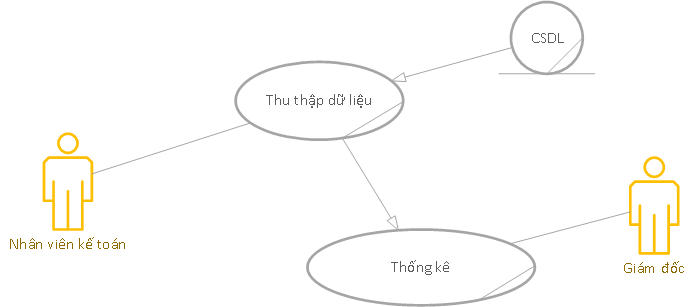 CSDL
Thu thập dữ liệu
Nhân viên kế toán
Thống kê
Giám đốc